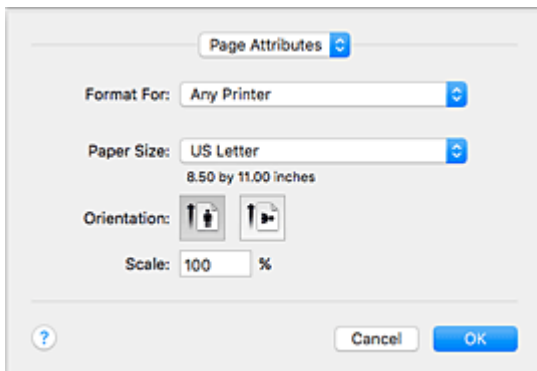 Page Attributes
Format For: Any Printer
Paper Size: US Letter
8.50 by 11.00 inches
Orientation:
Scale: 100 %
? Cancel OK